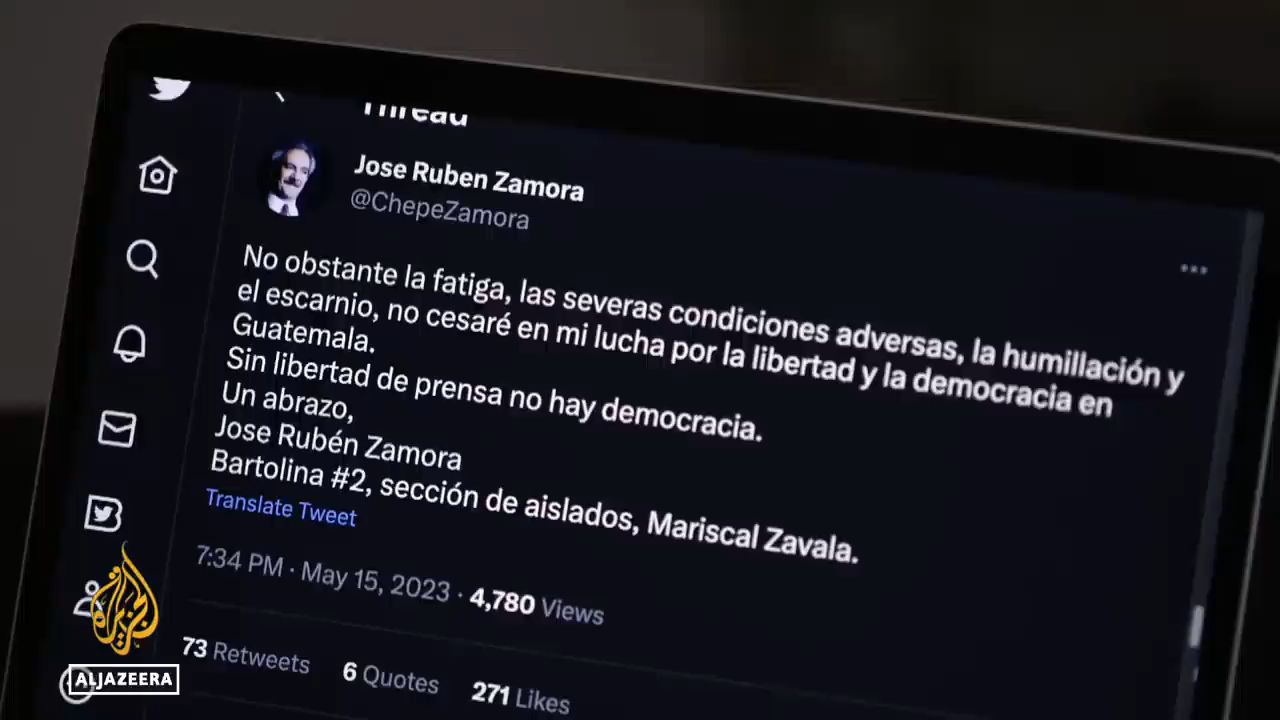 Thread
Jose Ruben Zamora
@ChepeZamora
No obstante la fatiga, las severas condiciones adversas, la humillación y
el escarnio, no cesaré en mi lucha por la libertad y la democracia en
Guatemala.
Sin libertad de prensa no hay democracia.
Un abrazo,
Jose Rubén Zamora
Bartolina #2, sección de aislados, Mariscal Zavala.
Translate Tweet
7:34 PM · May 15, 2023 · 4,780 Views
73 Retweets 6 Quotes 271 Likes
الجزيرة
ALJAZEERA